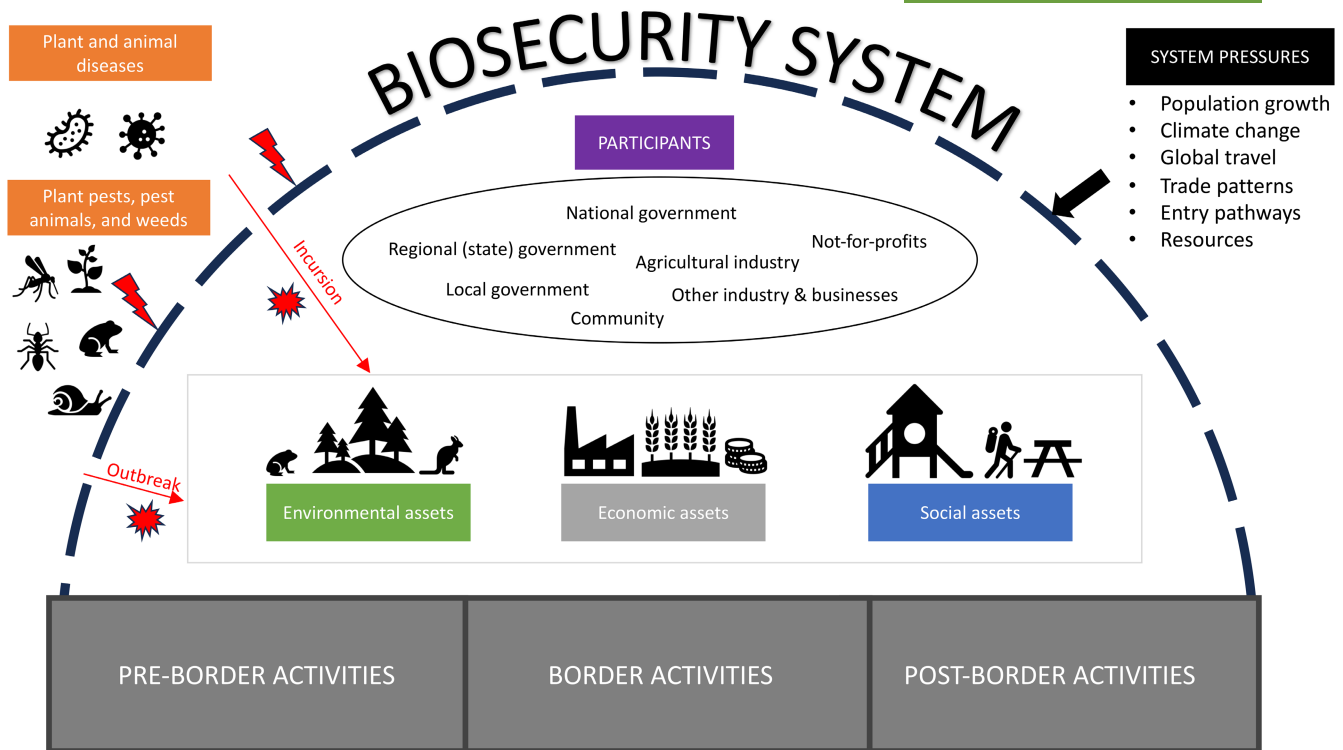 BIOSECURITY SYSTEM
Plant and animal
diseases
Plant pests, pest
animals, and weeds
Incursion
Outbreak
PARTICIPANTS
National government
Regional (state) government
Not-for-profits
Agricultural industry
Local government
Other industry & businesses
Community
SYSTEM PRESSURES
• Population growth
• Climate change
• Global travel
• Trade patterns
• Entry pathways
• Resources
Environmental assets
Economic assets
Social assets
PRE-BORDER ACTIVITIES
BORDER ACTIVITIES
POST-BORDER ACTIVITIES